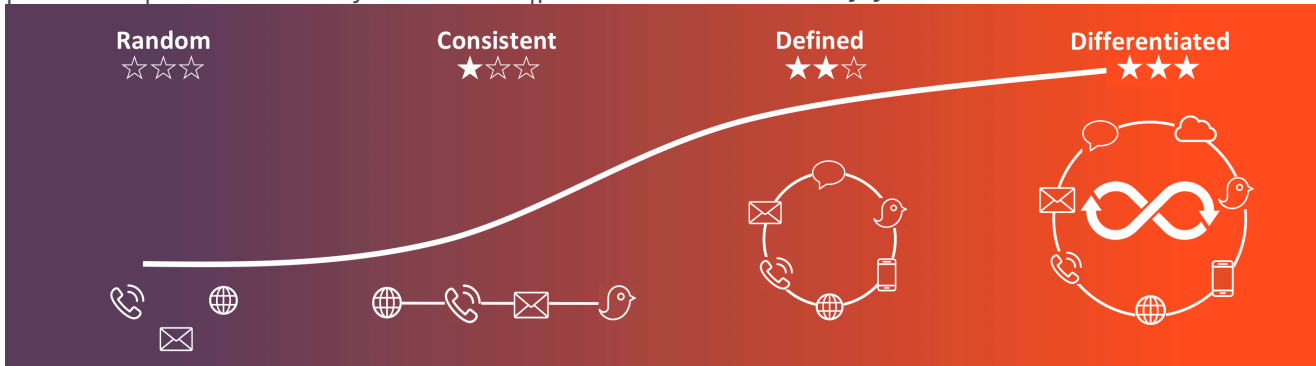 Random
☆☆☆
Consistent
★☆☆
Defined
★★☆
Differentiated
★★★